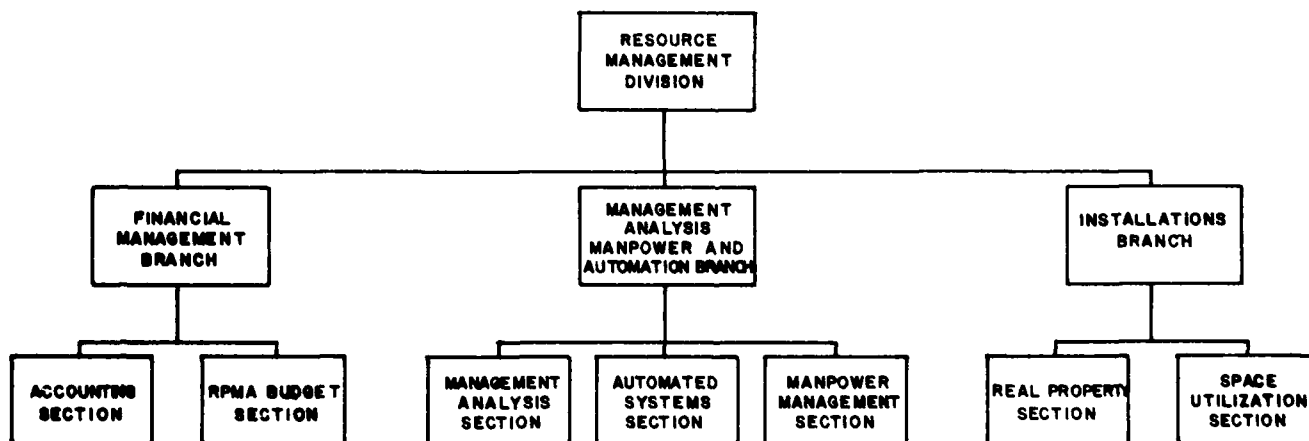 RESOURCE
MANAGEMENT
DIVISION
FINANCIAL
MANAGEMENT
BRANCH
MANAGEMENT
ANALYSIS
MANPOWER AND
AUTOMATION BRANCH
INSTALLATIONS
BRANCH
ACCOUNTING
SECTION
RPMA BUDGET
SECTION
MANAGEMENT
ANALYSIS
SECTION
AUTOMATED
SYSTEMS
SECTION
MANPOWER
MANAGEMENT
SECTION
REAL PROPERTY
SECTION
SPACE
UTILIZATION
SECTION